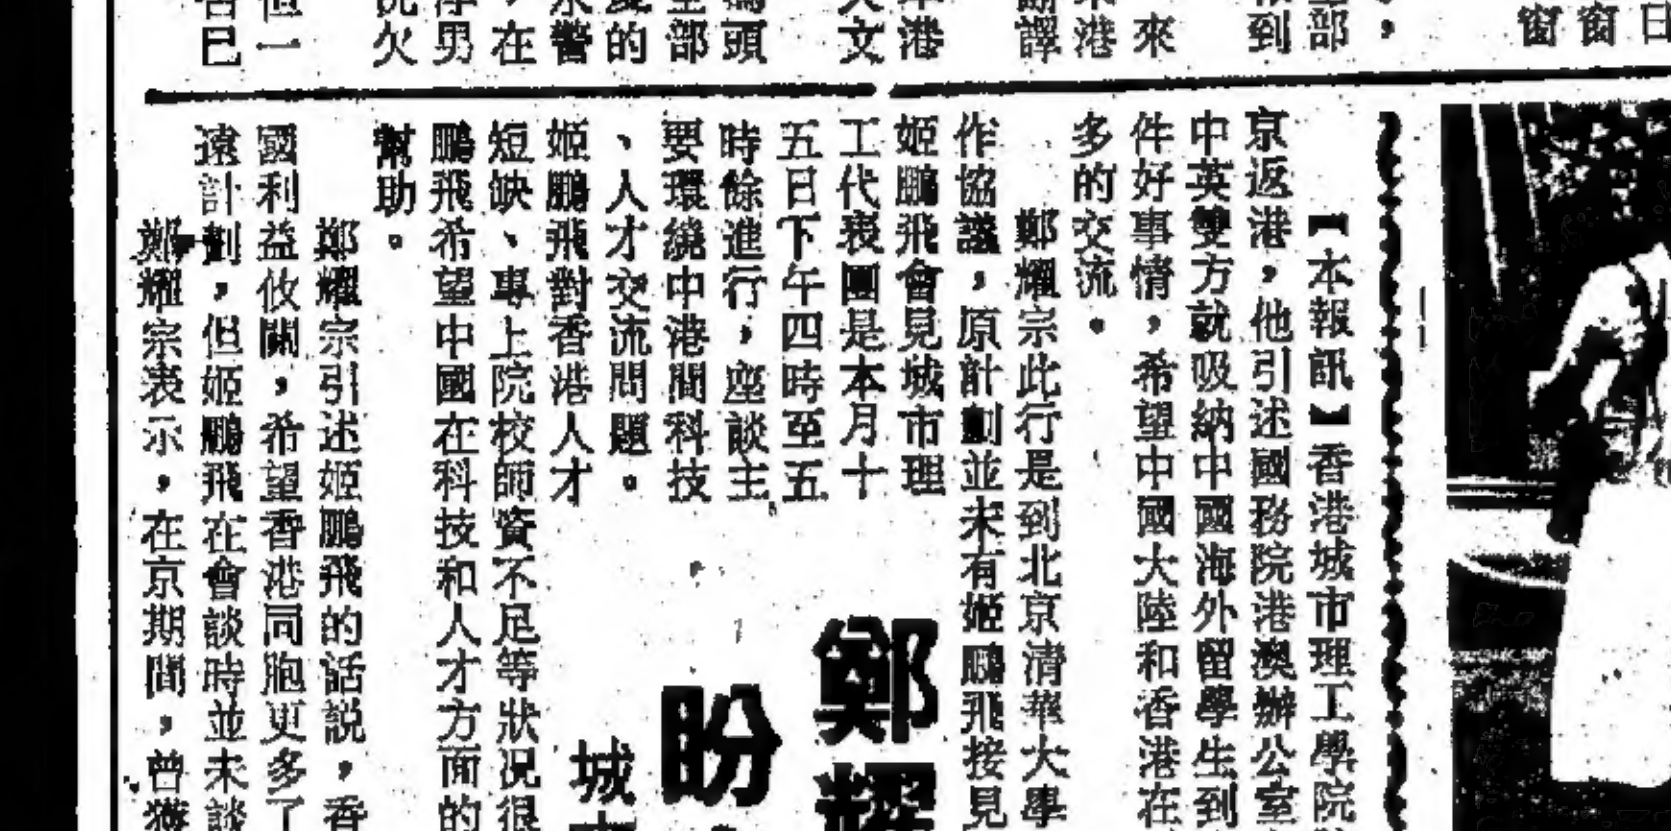 日
窗
窗
，
部
到
來
港
譯
港
文
頭
部
的
警
在
男
欠
但一
己
【本報訊】香港城市理工學院
京返港，他引述國務院港澳辦公室
中英雙方就吸納中國海外留學生到
件好事情，希望中國大陸和香港在
多的交流。
鄭耀宗此行是到北京清華大學
作協議，原計劃並未有姬鵬飛接見
姬鵬飛會見城市理
工代表團是本月十
五日下午四時至五
時餘進行，座談主
要環繞中港間科技
、人才交流問題。
姬鵬飛對香港人才
短缺、專上院校師資不足等狀況很
鵬飛希望中國在科技和人才方面的
幫助。
鄭耀
盼
城
鄭耀宗引述姬鵬飛的話說，香
國利益攸關，希望香港同胞更多了
遠計劃，但姬鵬飛在會談時並未談
鄭耀宗表示，在京期間，曾獲